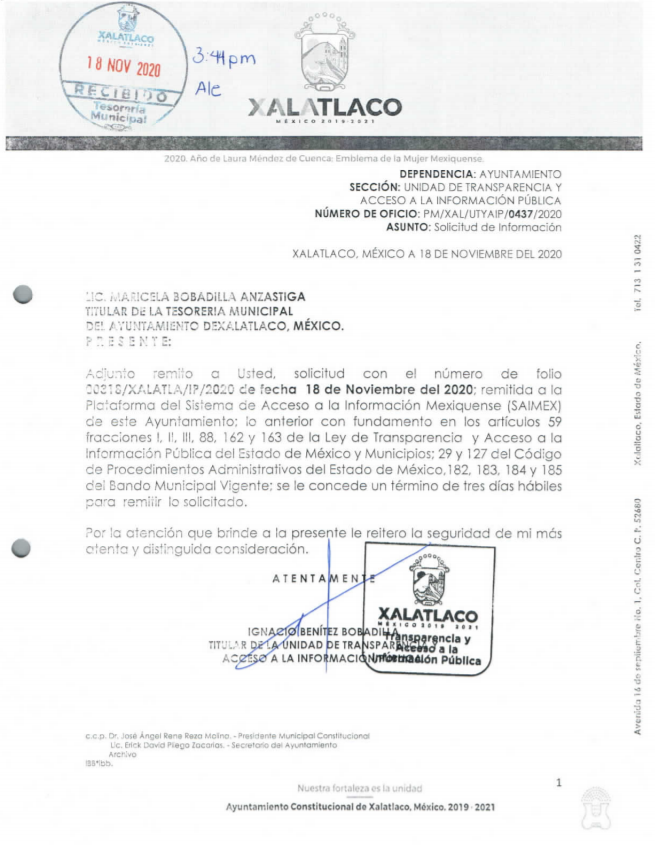 XALATLACO
MÉXICO 2019-2021
18 NOV 2020
RECIBIDO
Tesorería
Municipal
3:44pm
Ale
XALATLACO
MÉXICO 2019-2021
2020. Año de Laura Méndez de Cuenca: Emblema de la Mujer Mexiquense.
DEPENDENCIA: AYUNTAMIENTO
SECCIÓN: UNIDAD DE TRANSPARENCIA Y
ACCESO A LA INFORMACIÓN PÚBLICA
NÚMERO DE OFICIO: PM/XAL/UTYAIP/0437/2020
ASUNTO: Solicitud de Información
XALATLACO, MÉXICO A 18 DE NOVIEMBRE DEL 2020
LIC. MARICELA BOBADILLA ANZASTIGA
TITULAR DE LA TESORERIA MUNICIPAL
DEL AYUNTAMIENTO DEXALATLACO, MÉXICO.
P R E S E N T E:
Adjunto remito a Usted, solicitud con el número de folio
00318/XALATLA/IP/2020 de fecha 18 de Noviembre del 2020; remitida a la
Plataforma del Sistema de Acceso a la Información Mexiquense (SAIMEX)
de este Ayuntamiento; lo anterior con fundamento en los artículos 59
fracciones I, II, III, 88, 162 y 163 de la Ley de Transparencia y Acceso a la
Información Pública del Estado de México y Municipios; 29 y 127 del Código
de Procedimientos Administrativos del Estado de México,182, 183, 184 y 185
del Bando Municipal Vigente; se le concede un término de tres días hábiles
para remitir lo solicitado.
Por la atención que brinde a la presente le reitero la seguridad de mi más
atenta y distinguida consideración.
A T E N T A M E N T E
IGNACIO BENÍTEZ BOBADILLA
TITULAR DE LA UNIDAD DE TRANSPARENCIA Y
ACCESO A LA INFORMACIÓN PÚBLICA
XALATLACO
MÉXICO 2019 2021
Transparencia y
Acceso a la
Información Pública
c.c.p. Dr. José Ángel Rene Reza Molina. - Presidente Municipal Constitucional
Lic. Erick David Pliego Zacarias. - Secretario del Ayuntamiento
Archivo
IBB*ibb.
1
Nuestra fortaleza es la unidad
Ayuntamiento Constitucional de Xalatlaco, México. 2019 - 2021
Avenida 16 de septiembre No. 1, Col. Centro C. P. 52680 Xalatlaco, Estado de México. Tel. 713 1 31 0422